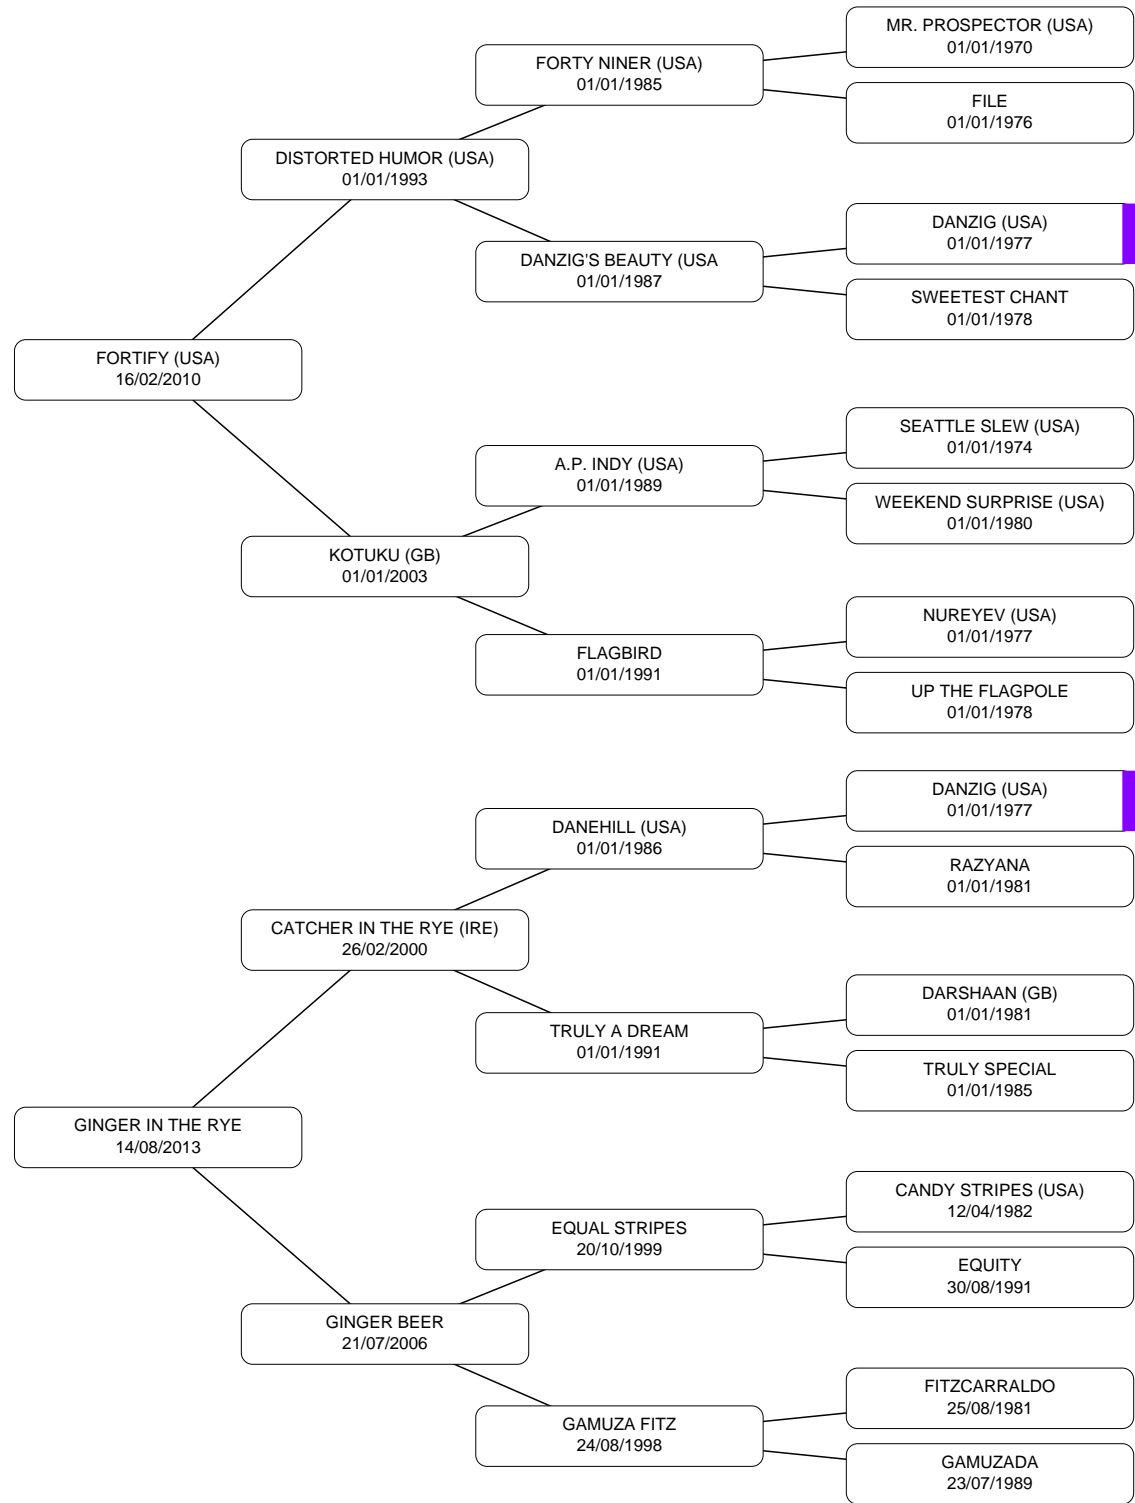 MR. PROSPECTOR (USA)
01/01/1970
FORTY NINER (USA)
01/01/1985
FILE
01/01/1976
DISTORTED HUMOR (USA)
01/01/1993
DANZIG (USA)
01/01/1977
DANZIG'S BEAUTY (USA
01/01/1987
SWEETEST CHANT
01/01/1978
FORTIFY (USA)
16/02/2010
SEATTLE SLEW (USA)
01/01/1974
A.P. INDY (USA)
01/01/1989
WEEKEND SURPRISE (USA)
01/01/1980
KOTUKU (GB)
01/01/2003
NUREYEV (USA)
01/01/1977
FLAGBIRD
01/01/1991
UP THE FLAGPOLE
01/01/1978
DANZIG (USA)
01/01/1977
DANEHILL (USA)
01/01/1986
RAZYANA
01/01/1981
CATCHER IN THE RYE (IRE)
26/02/2000
DARSHAAN (GB)
01/01/1981
TRULY A DREAM
01/01/1991
TRULY SPECIAL
01/01/1985
GINGER IN THE RYE
14/08/2013
CANDY STRIPES (USA)
12/04/1982
EQUAL STRIPES
20/10/1999
EQUITY
30/08/1991
GINGER BEER
21/07/2006
FITZCARRALDO
25/08/1981
GAMUZA FITZ
24/08/1998
GAMUZADA
23/07/1989